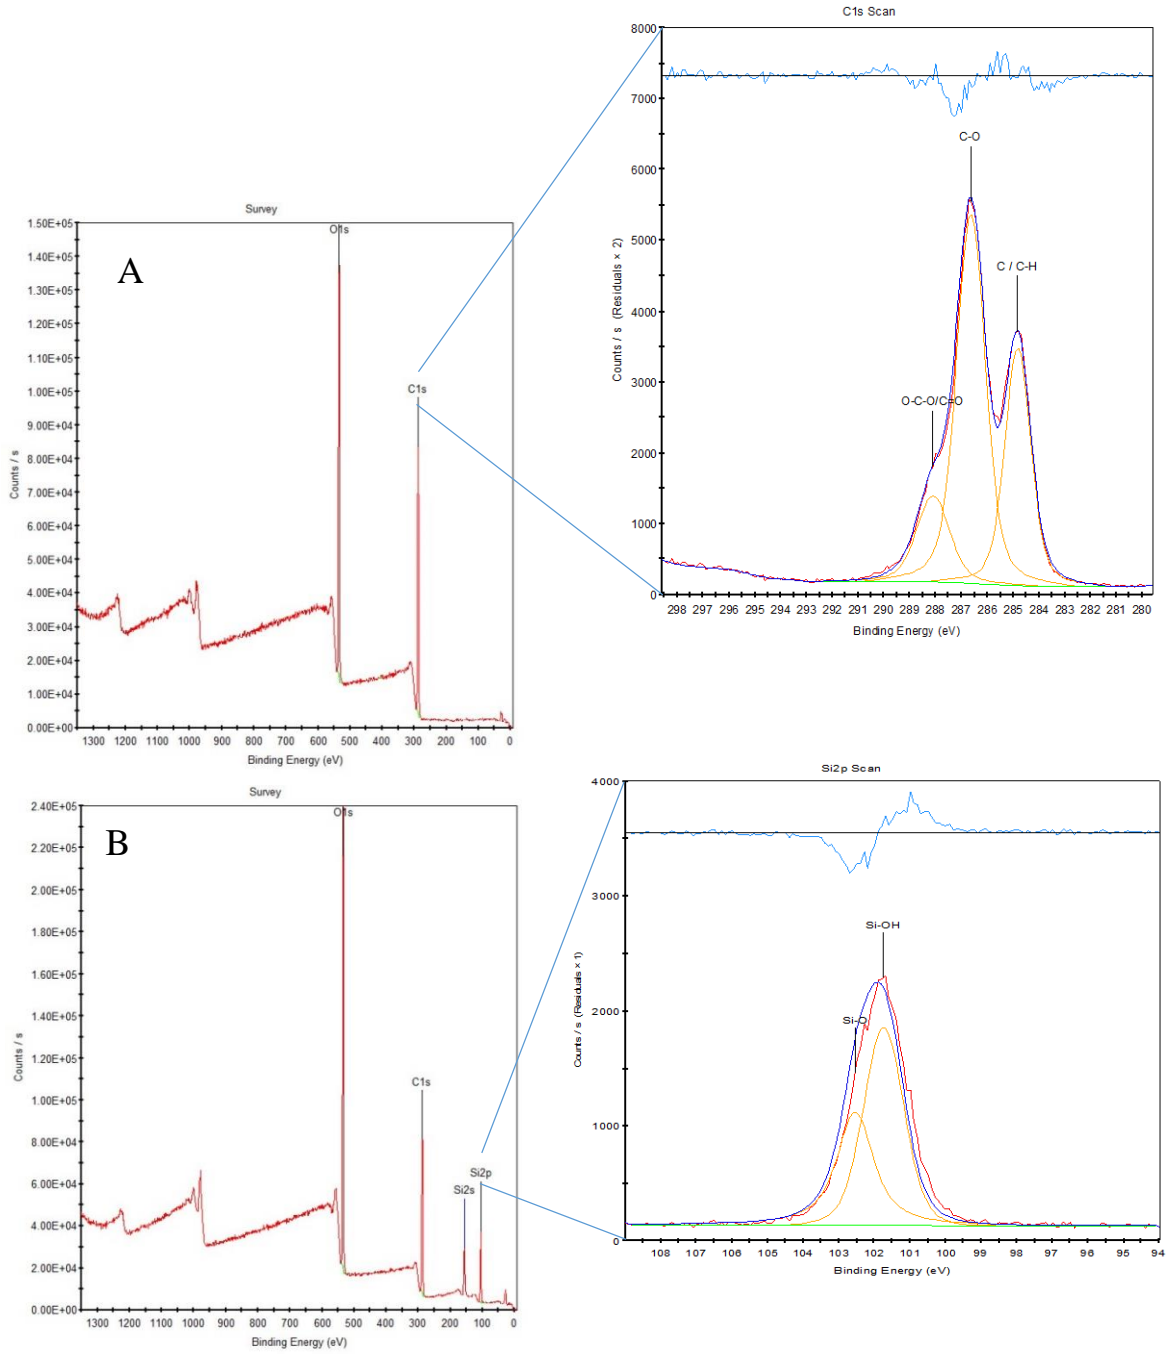 C1s Scan
8000
7000
6000
5000
4000
3000
2000
1000
0
Counts / s (Residuals × 2)
C-O
C / C-H
O-C-O/C=O
298 297 296 295 294 293 292 291 290 289 288 287 286 285 284 283 282 281 280
Binding Energy (eV)
Survey
A
1.50E+05
1.40E+05
1.30E+05
1.20E+05
1.10E+05
1.00E+05
9.00E+04
8.00E+04
7.00E+04
6.00E+04
5.00E+04
4.00E+04
3.00E+04
2.00E+04
1.00E+04
0.00E+00
Counts / s
O1s
C1s
1300 1200 1100 1000 900 800 700 600 500 400 300 200 100 0
Binding Energy (eV)
Survey
B
2.40E+05
2.20E+05
2.00E+05
1.80E+05
1.60E+05
1.40E+05
1.20E+05
1.00E+05
8.00E+04
6.00E+04
4.00E+04
2.00E+04
0.00E+00
Counts / s
O1s
C1s
Si2p
Si2s
1300 1200 1100 1000 900 800 700 600 500 400 300 200 100 0
Binding Energy (eV)
Si2p Scan
4000
3000
2000
1000
0
Counts / s (Residuals × 1)
Si-OH
Si-O
108 107 106 105 104 103 102 101 100 99 98 97 96 95 94
Binding Energy (eV)